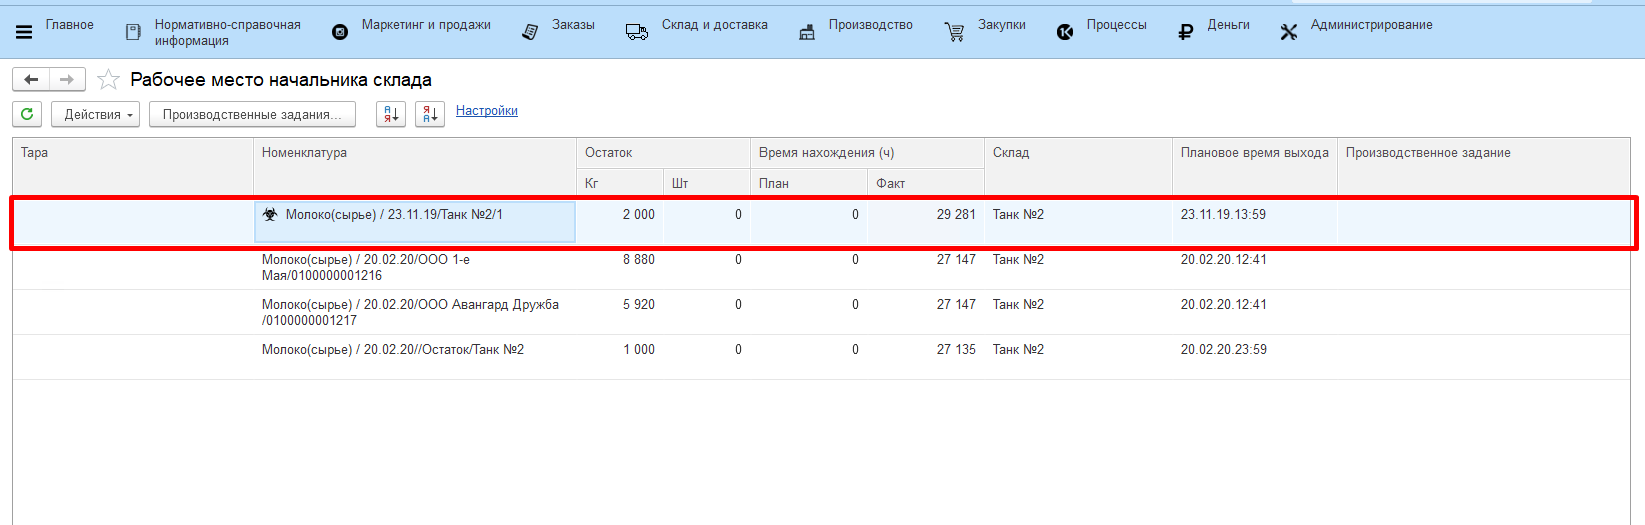 Главное
Нормативно-справочная
информация
Маркетинг и продажи
Заказы
Склад и доставка
Производство
Закупки
Процессы
Деньги
Администрирование
Рабочее место начальника склада
Действия
Производственные задания...
Настройки
Тара Номенклатура Остаток Время нахождения (ч) Склад Плановое время выхода Производственное задание
Кг Шт План Факт
Молоко(сырье) / 23.11.19/Танк №2/1 2 000 0 0 29 281 Танк №2 23.11.19.13:59
Молоко(сырье) / 20.02.20/ООО 1-е 8 880 0 0 27 147 Танк №2 20.02.20.12:41
Мая/0100000001216
Молоко(сырье) / 20.02.20/ООО Авангард Дружба 5 920 0 0 27 147 Танк №2 20.02.20.12:41
/0100000001217
Молоко(сырье) / 20.02.20//Остаток/Танк №2 1 000 0 0 27 135 Танк №2 20.02.20.23:59